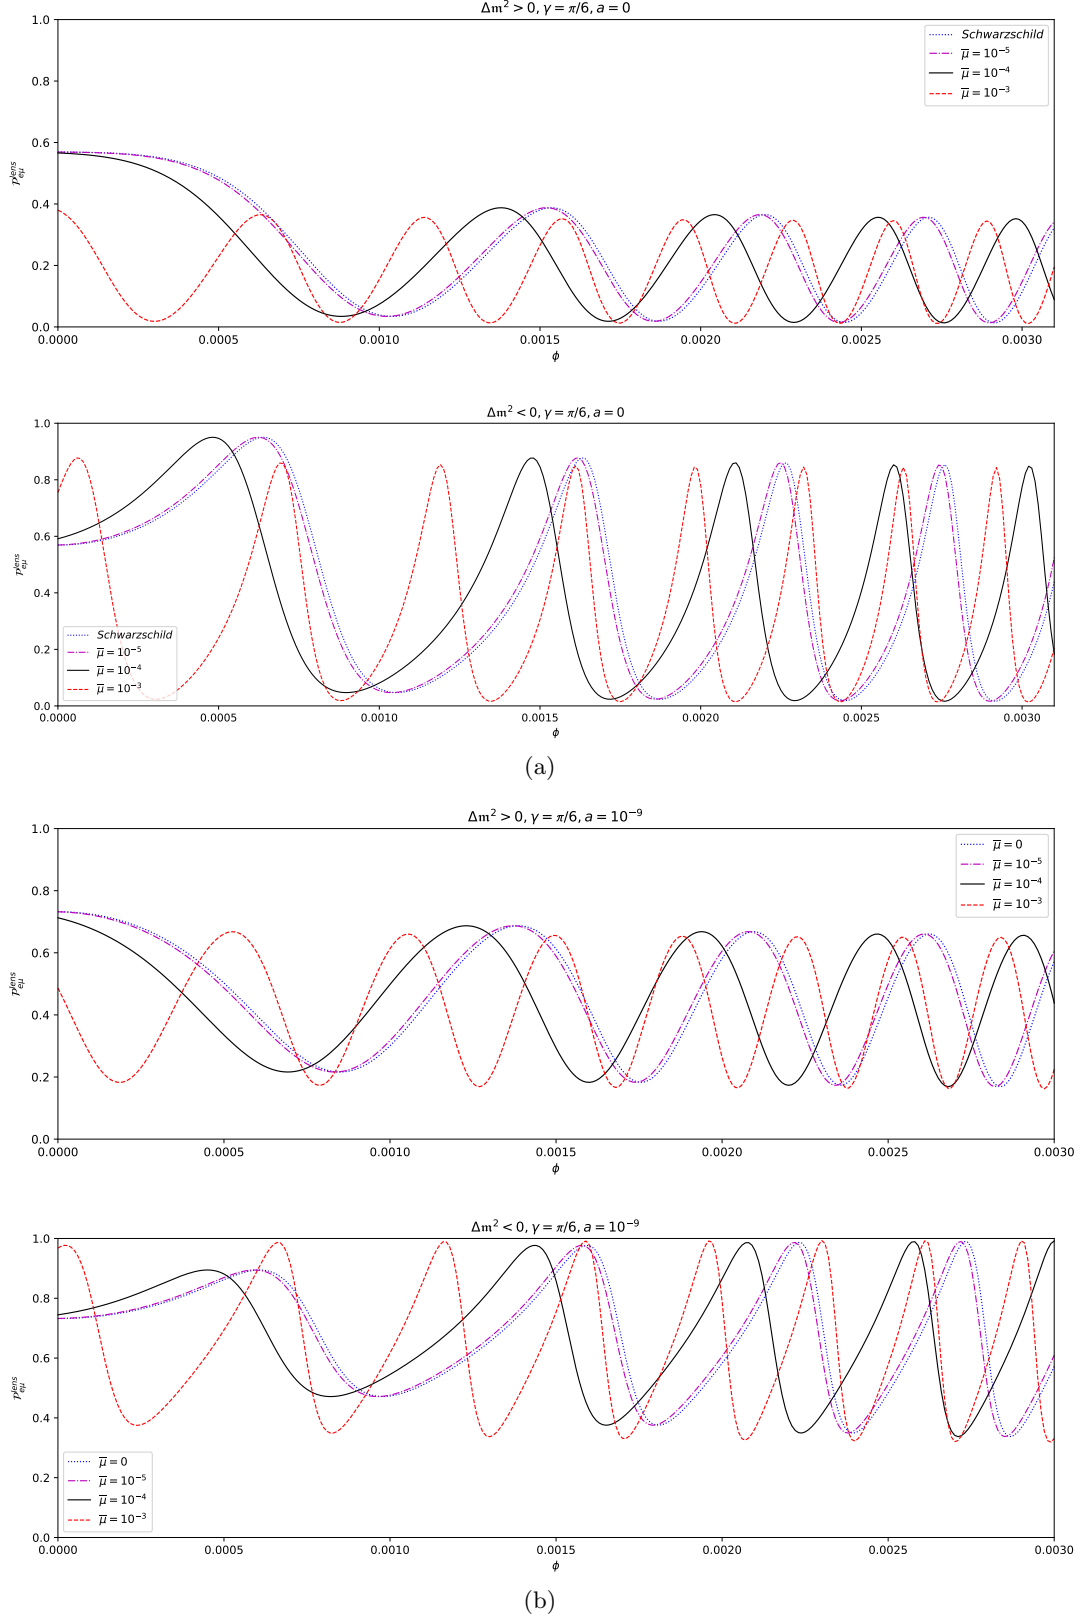 Δ𝔪² > 0, γ = π/6, a = 0
1.0
0.8
0.6
0.4
0.2
0.0
𝒫ₑμˡᵉⁿˢ
Schwarzschild
μ̅ = 10⁻⁵
μ̅ = 10⁻⁴
μ̅ = 10⁻³
0.0000 0.0005 0.0010 0.0015 0.0020 0.0025 0.0030
ϕ
Δ𝔪² < 0, γ = π/6, a = 0
1.0
0.8
0.6
0.4
0.2
0.0
𝒫ₑμˡᵉⁿˢ
Schwarzschild
μ̅ = 10⁻⁵
μ̅ = 10⁻⁴
μ̅ = 10⁻³
0.0000 0.0005 0.0010 0.0015 0.0020 0.0025 0.0030
ϕ
(a)
Δ𝔪² > 0, γ = π/6, a = 10⁻⁹
1.0
0.8
0.6
0.4
0.2
0.0
𝒫ₑμˡᵉⁿˢ
μ̅ = 0
μ̅ = 10⁻⁵
μ̅ = 10⁻⁴
μ̅ = 10⁻³
0.0000 0.0005 0.0010 0.0015 0.0020 0.0025 0.0030
ϕ
Δ𝔪² < 0, γ = π/6, a = 10⁻⁹
1.0
0.8
0.6
0.4
0.2
0.0
𝒫ₑμˡᵉⁿˢ
μ̅ = 0
μ̅ = 10⁻⁵
μ̅ = 10⁻⁴
μ̅ = 10⁻³
0.0000 0.0005 0.0010 0.0015 0.0020 0.0025 0.0030
ϕ
(b)